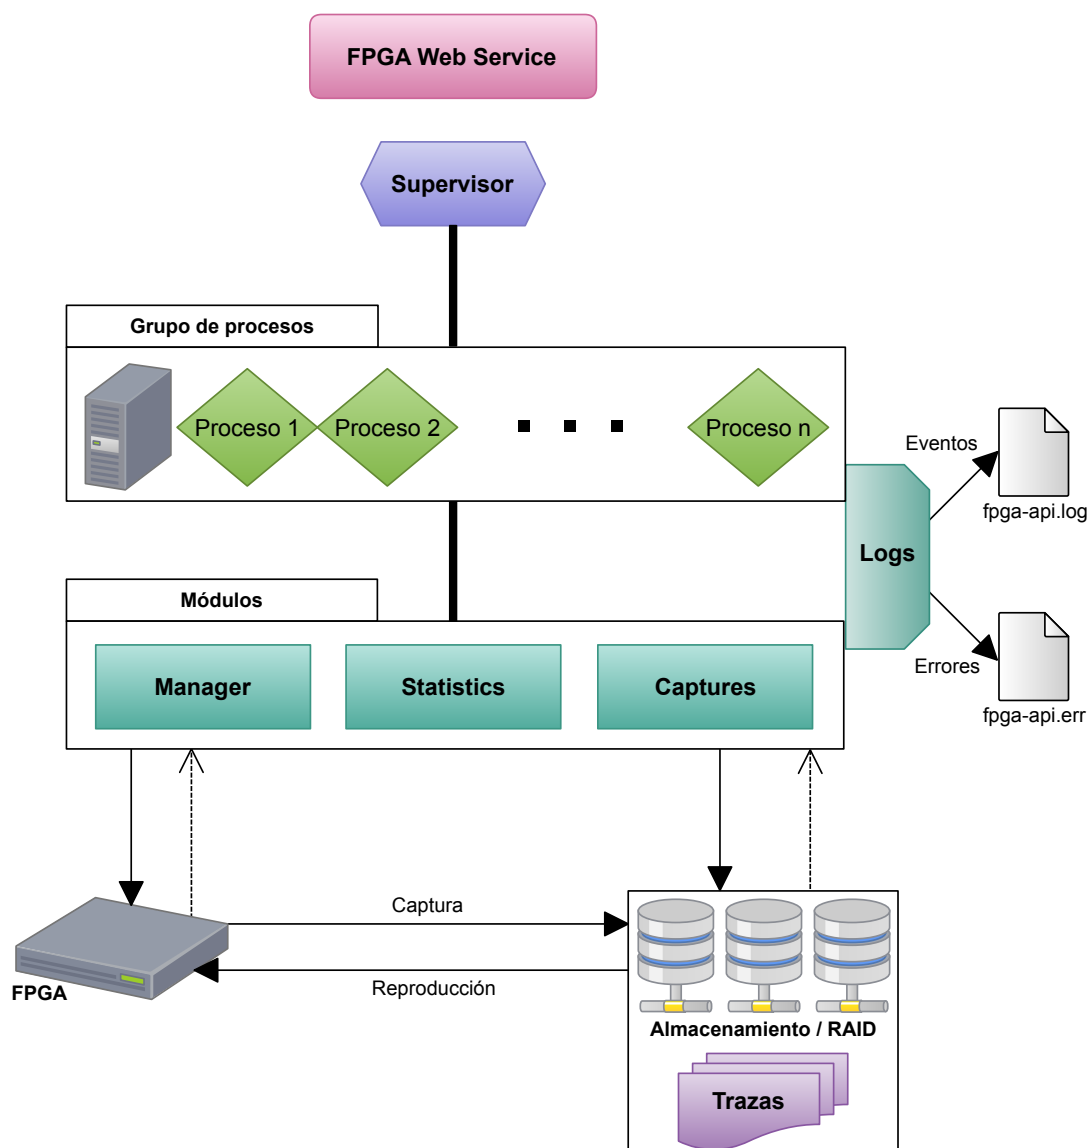 FPGA Web Service
Supervisor
Grupo de procesos
Proceso 1
Proceso 2
Proceso n
Eventos
fpga-api.log
Logs
Errores
fpga-api.err
Módulos
Manager
Statistics
Captures
Captura
Reproducción
FPGA
Almacenamiento / RAID
Trazas